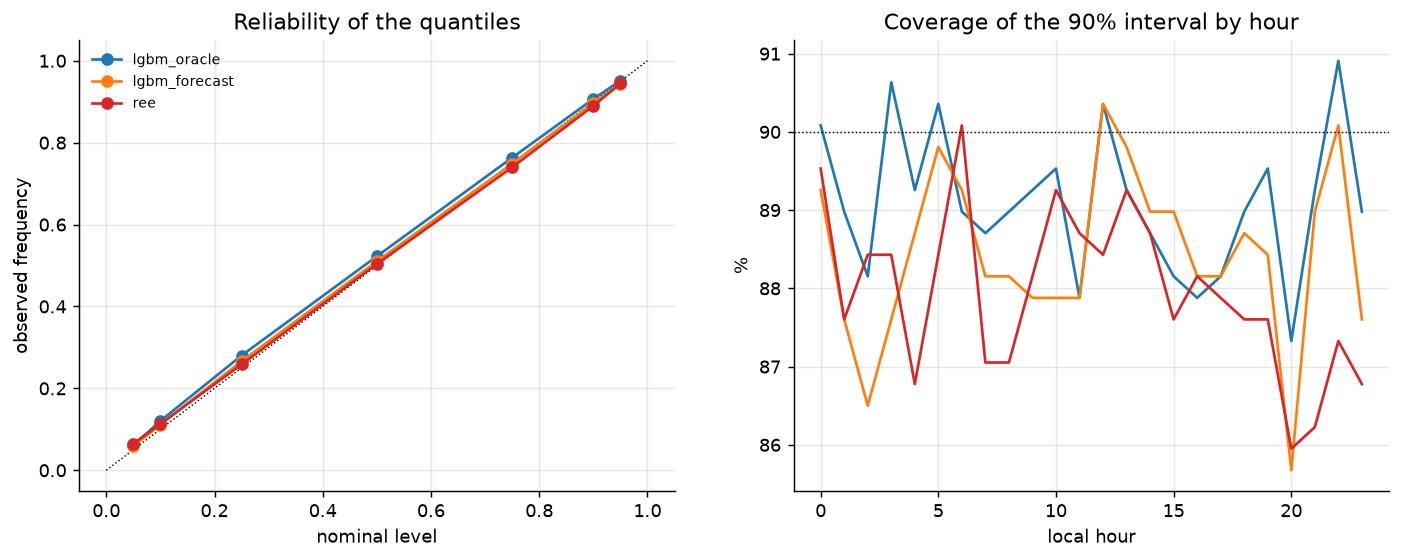 Reliability of the quantiles
lgbm_oracle
lgbm_forecast
ree
1.0
0.8
0.6
0.4
0.2
0.0
observed frequency
0.0 0.2 0.4 0.6 0.8 1.0
nominal level
Coverage of the 90% interval by hour
91
90
89
88
87
86
%
0 5 10 15 20
local hour